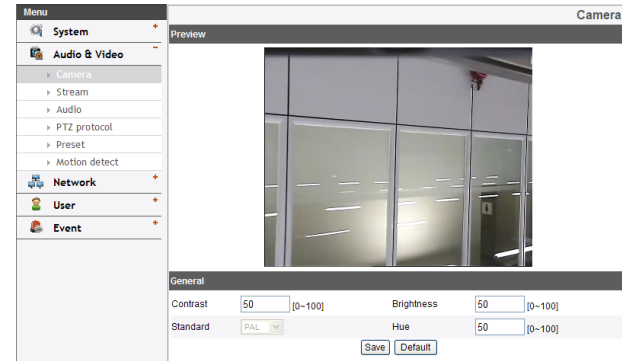 Menu
Camera
System
Preview
Audio & Video
Camera
Stream
Audio
PTZ protocol
Preset
Motion detect
Network
User
Event
General
Contrast 50 [0~100] Brightness 50 [0~100]
Standard PAL Hue 50 [0~100]
Save Default